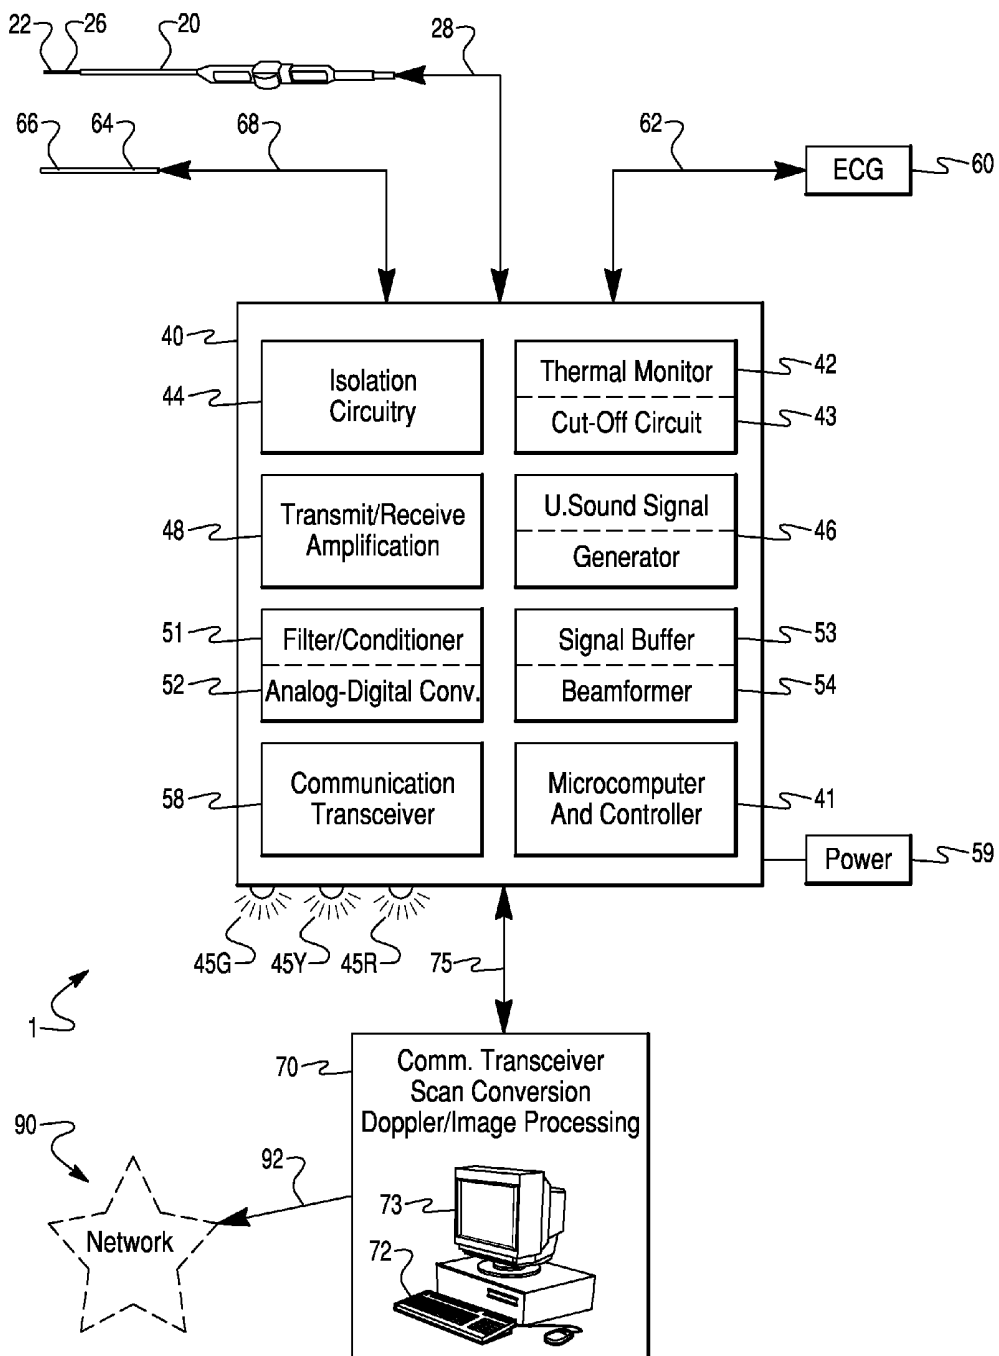 22
26
20
28
66
64
68
62
ECG
60
40
44
Isolation
Circuitry
Thermal Monitor
42
Cut-Off Circuit
43
48
Transmit/Receive
Amplification
U.Sound Signal
Generator
46
51
Filter/Conditioner
Signal Buffer
53
52
Analog-Digital Conv.
Beamformer
54
58
Communication
Transceiver
Microcomputer
And Controller
41
Power
59
45G
45Y
45R
75
1
70
Comm. Transceiver
Scan Conversion
Doppler/Image Processing
90
92
Network
73
72